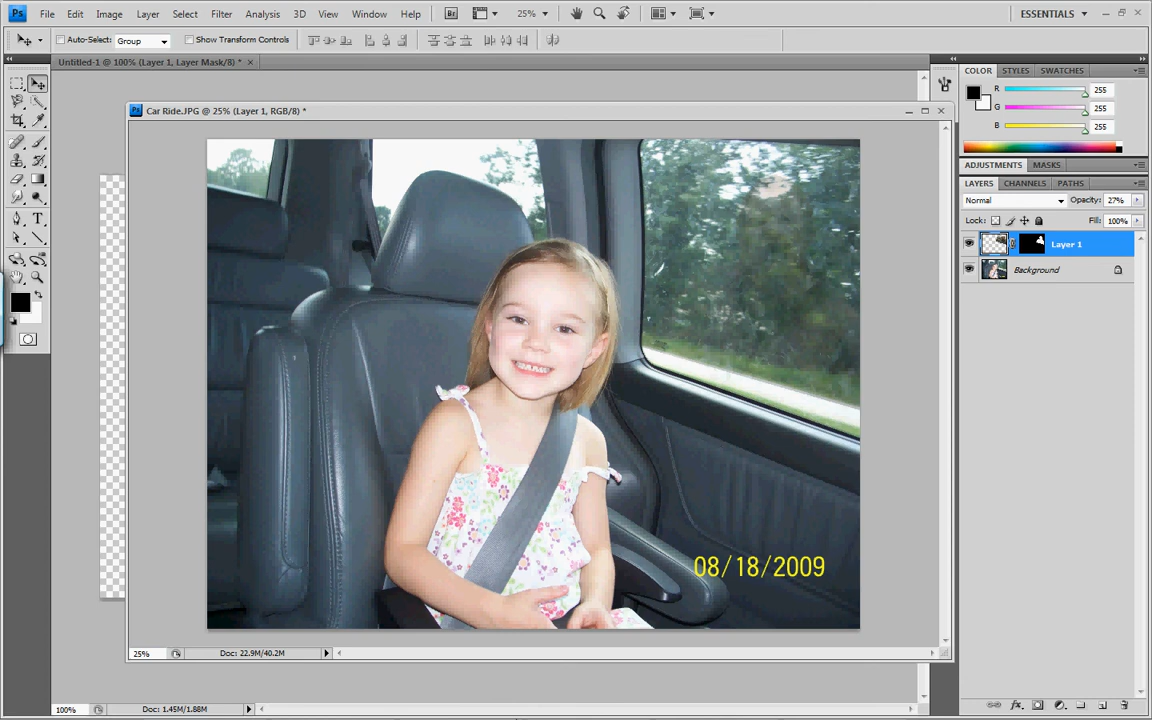 Ps File Edit Image Layer Select Filter Analysis 3D View Window Help Br 25% ESSENTIALS
Auto-Select: Group Show Transform Controls
Untitled-1 @ 100% (Layer 1, Layer Mask/8) *
Ps Car Ride.JPG @ 25% (Layer 1, RGB/8) *
COLOR STYLES SWATCHES
R 255
G 255
B 255
ADJUSTMENTS MASKS
LAYERS CHANNELS PATHS
Normal Opacity: 27%
Lock: Fill: 100%
Layer 1
Background
T
08/18/2009
25% Doc: 22.9M/40.2M
100% Doc: 1.45M/1.88M